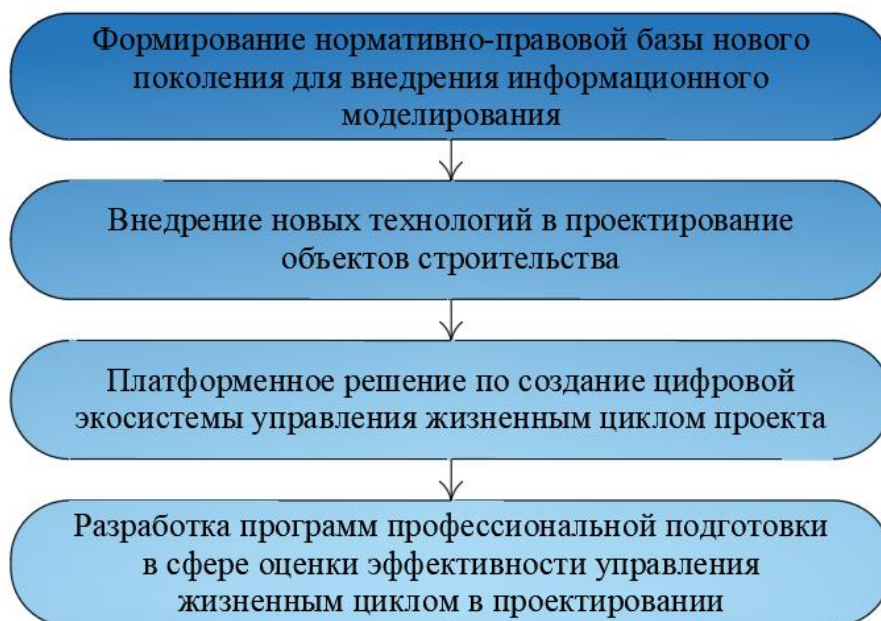 Формирование нормативно-правовой базы нового
поколения для внедрения информационного
моделирования
Внедрение новых технологий в проектирование
объектов строительства
Платформенное решение по создание цифровой
экосистемы управления жизненным циклом проекта
Разработка программ профессиональной подготовки
в сфере оценки эффективности управления
жизненным циклом в проектировании